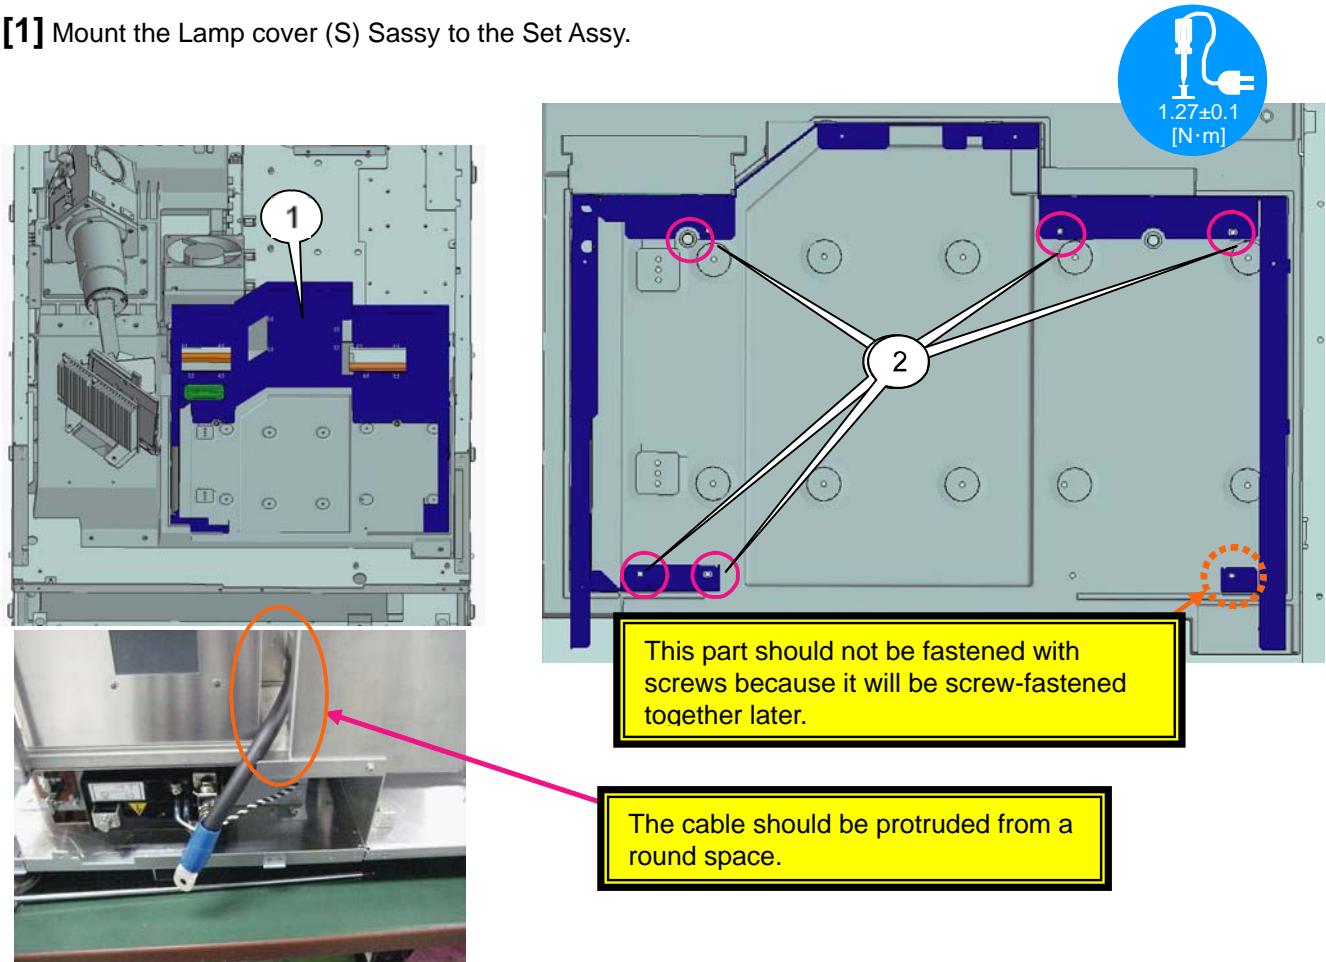 [1] Mount the Lamp cover (S) Sassy to the Set Assy.
1.27±0.1
[N·m]
1
2
This part should not be fastened with
screws because it will be screw-fastened
together later.
The cable should be protruded from a
round space.